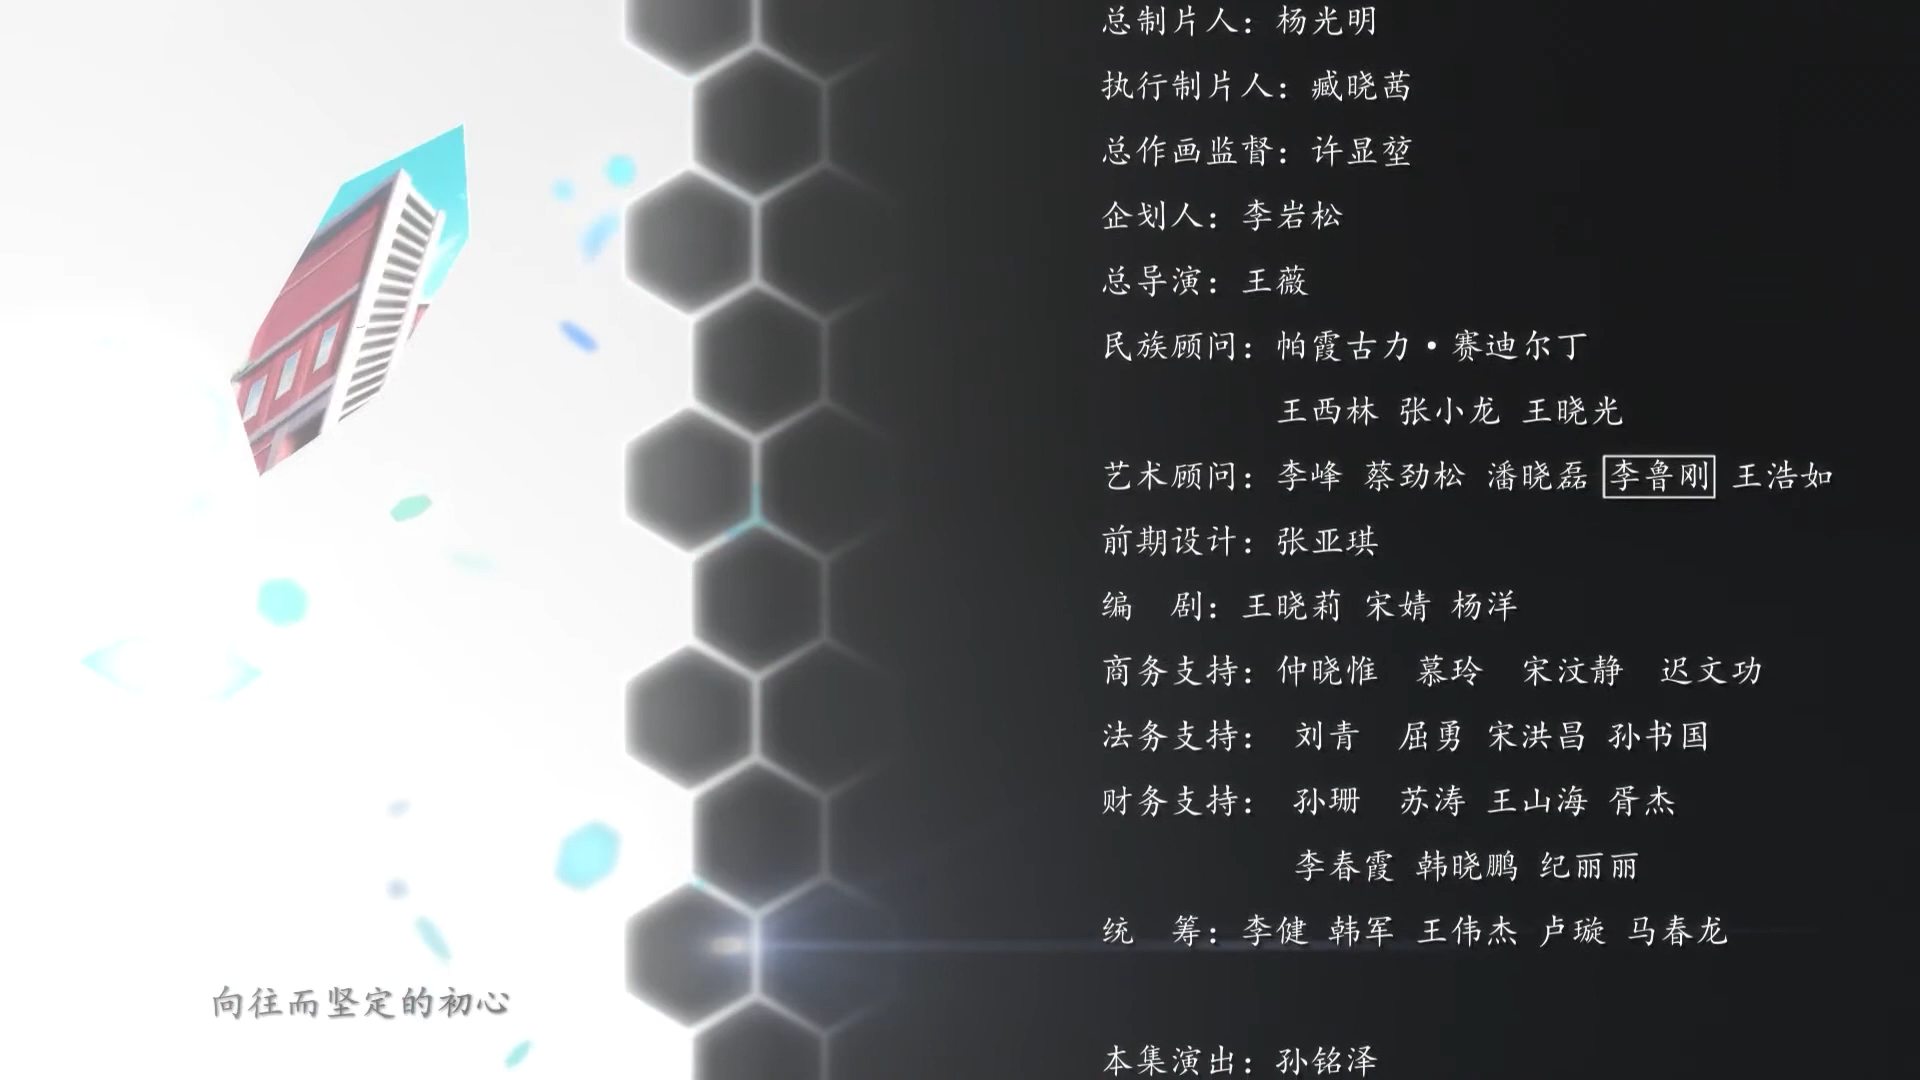 总制片人：杨光明
执行制片人：臧晓茜
总作画监督：许显堃
企划人：李岩松
总导演：王薇
民族顾问：帕霞古力·赛迪尔丁
王西林 张小龙 王晓光
艺术顾问：李峰 蔡劲松 潘晓磊 李鲁刚 王浩如
前期设计：张亚琪
编　剧：王晓莉 宋婧 杨洋
商务支持：仲晓惟　慕玲　宋汶静　迟文功
法务支持： 刘青　屈勇 宋洪昌 孙书国
财务支持： 孙珊　苏涛 王山海 胥杰
李春霞 韩晓鹏 纪丽丽
统　筹：李健 韩军 王伟杰 卢璇 马春龙
本集演出：孙铭泽
向往而坚定的初心